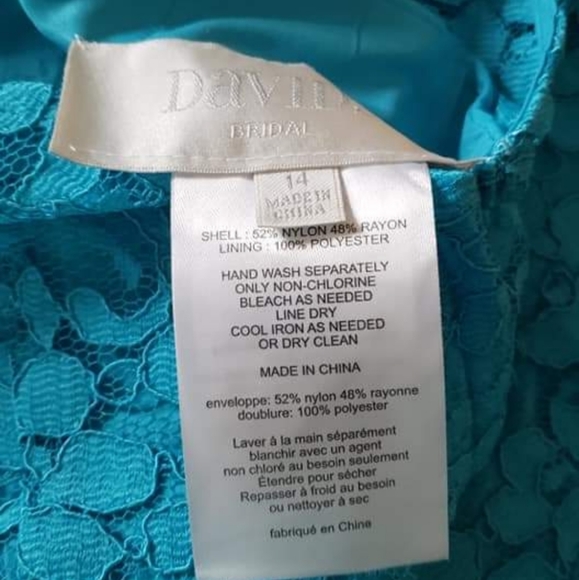 DAVID
BRIDAL
14
MADE IN
CHINA
SHELL : 52% NYLON 48% RAYON
LINING : 100% POLYESTER
HAND WASH SEPARATELY
ONLY NON-CHLORINE
BLEACH AS NEEDED
LINE DRY
COOL IRON AS NEEDED
OR DRY CLEAN
MADE IN CHINA
enveloppe: 52% nylon 48% rayonne
doublure: 100% polyester
Laver à la main séparément
blanchir avec un agent
non chloré au besoin seulement
Étendre pour sécher
Repasser à froid au besoin
ou nettoyer à sec
fabriqué en Chine